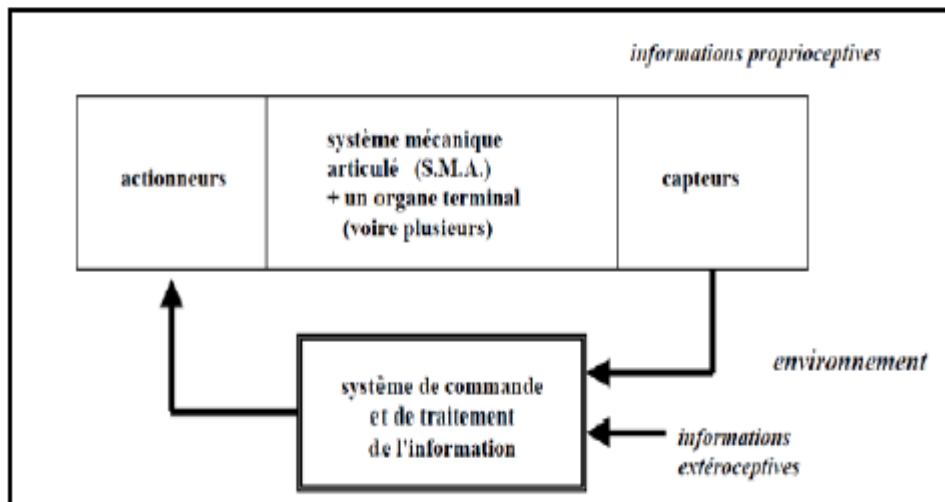 informations proprioceptives
actionneurs
système mécanique
articulé (S.M.A.)
+ un organe terminal
(voire plusieurs)
capteurs
système de commande
et de traitement
de l'information
environnement
informations
extéroceptives